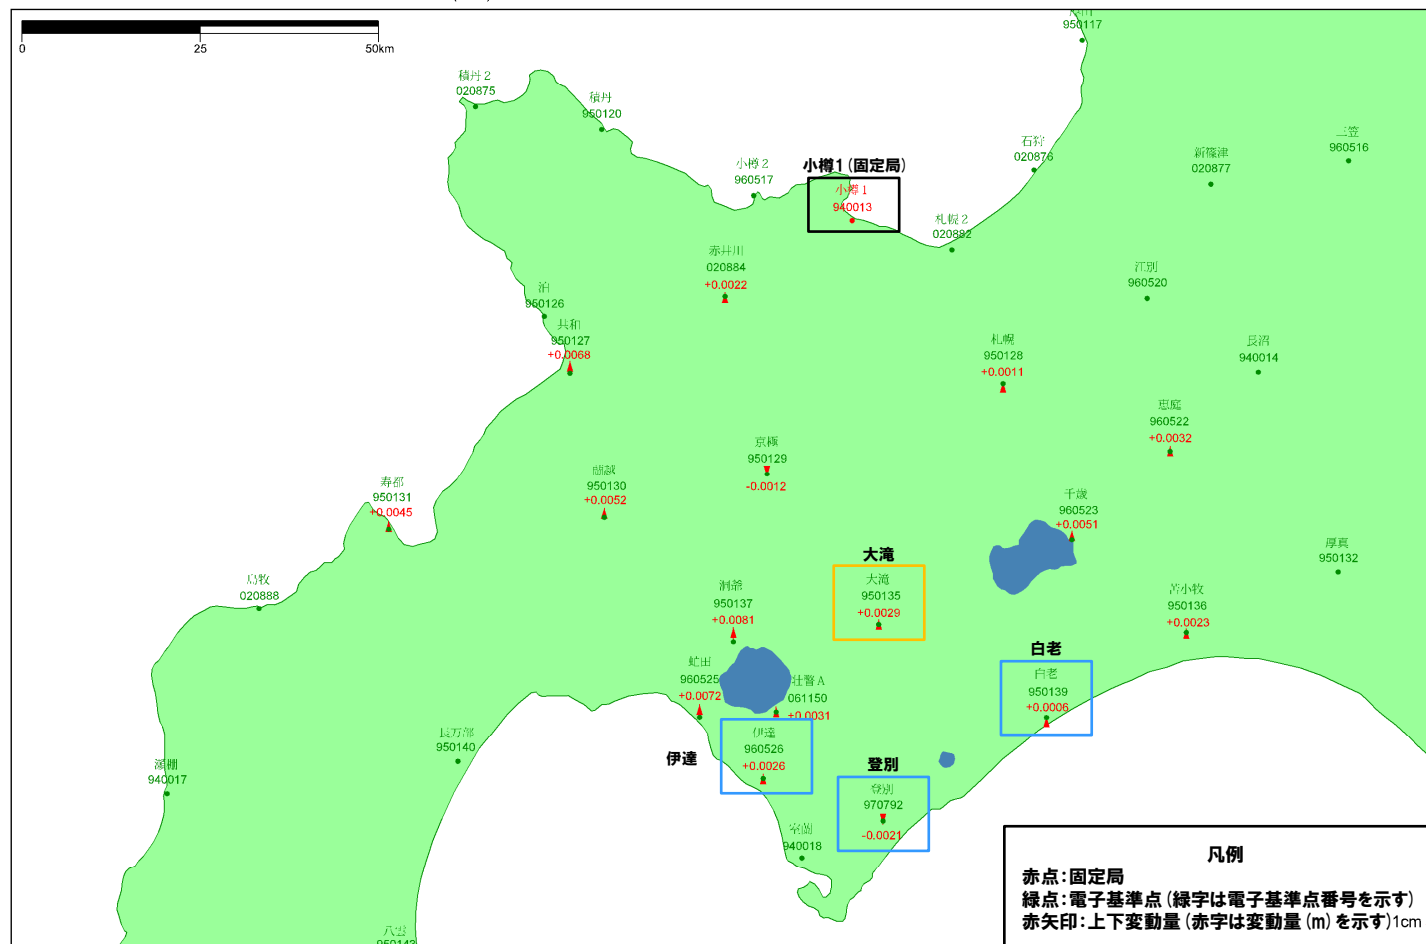 950117
0
25
50km
積丹2
020875
積丹
950120
小樽2
960517
小樽1(固定局)
小樽1
940013
石狩
020876
札幌2
020882
新篠津
020877
三笠
960516
赤井川
020884
+0.0022
江別
960520
泊
950126
共和
950127
+0.0068
札幌
950128
+0.0011
長沼
940014
恵庭
960522
+0.0032
京極
950129
-0.0012
蘭越
950130
+0.0052
寿都
950131
+0.0045
千歳
960523
+0.0051
厚真
950132
島牧
020888
大滝
大滝
950135
+0.0029
洞爺
950137
+0.0081
苫小牧
950136
+0.0023
虻田
960525
+0.0072
壮瞥A
061150
+0.0031
白老
白老
950139
+0.0006
長万部
950140
伊達
伊達
960526
+0.0026
登別
登別
970792
-0.0021
940017
室蘭
940018
八雲
950143
凡例
赤点:固定局
緑点:電子基準点(緑字は電子基準点番号を示す)
赤矢印:上下変動量(赤字は変動量(m)を示す)1cm